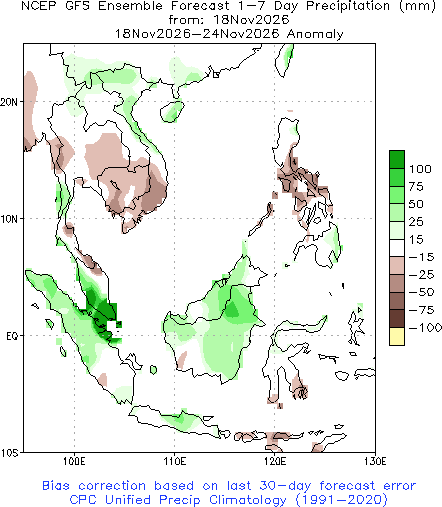 NCEP GFS Ensemble Forecast 1-7 Day Precipitation (mm)
from: 18Nov2026
18Nov2026-24Nov2026 Anomaly
20N
10N
EQ
10S
100E
110E
120E
130E
100
75
50
25
15
-15
-25
-50
-75
-100
Bias correction based on last 30-day forecast error
CPC Unified Precip Climatology (1991-2020)